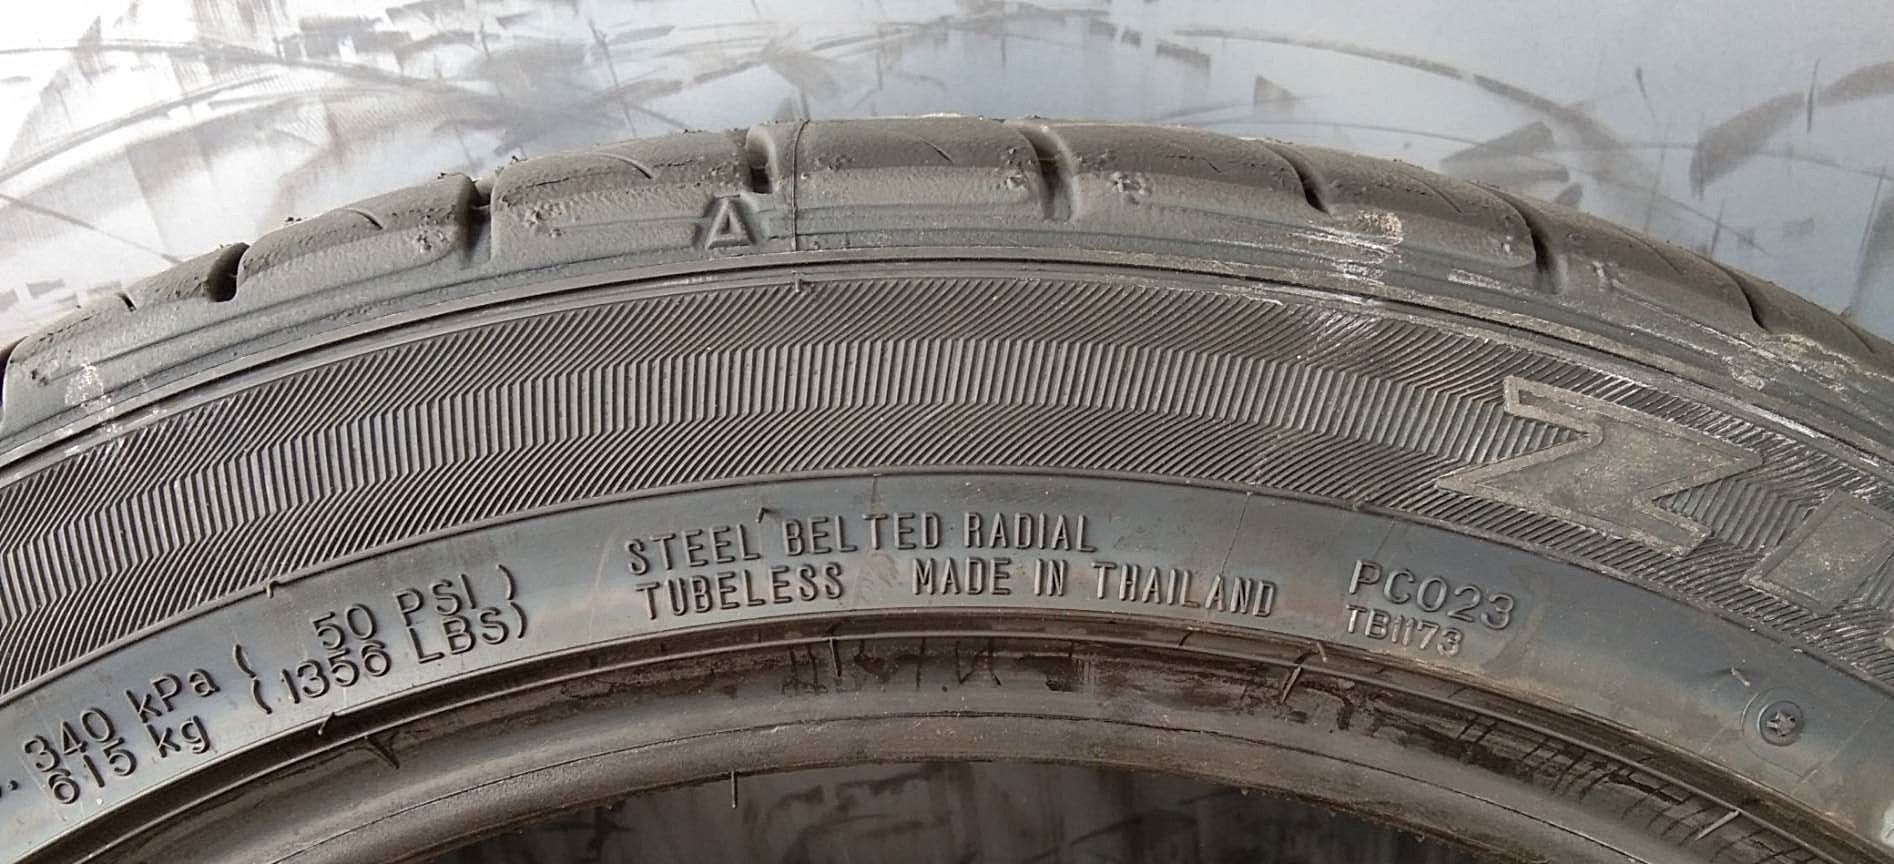 A
340 kPa ( 50 PSI )
615 kg (1356 LBS)
STEEL BELTED RADIAL
TUBELESS MADE IN THAILAND
PC023
TB1173